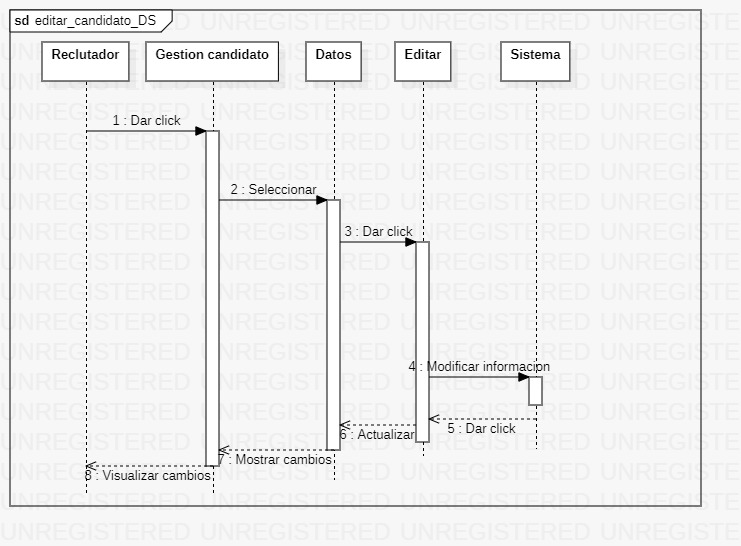 sd editar_candidato_DS
Reclutador
Gestion candidato
Datos
Editar
Sistema
1 : Dar click
2 : Seleccionar
3 : Dar click
4 : Modificar informacion
5 : Dar click
6 : Actualizar
7 : Mostrar cambios
8 : Visualizar cambios
UNREGISTERED UNREGISTERED UNREGISTERED UNREGISTE